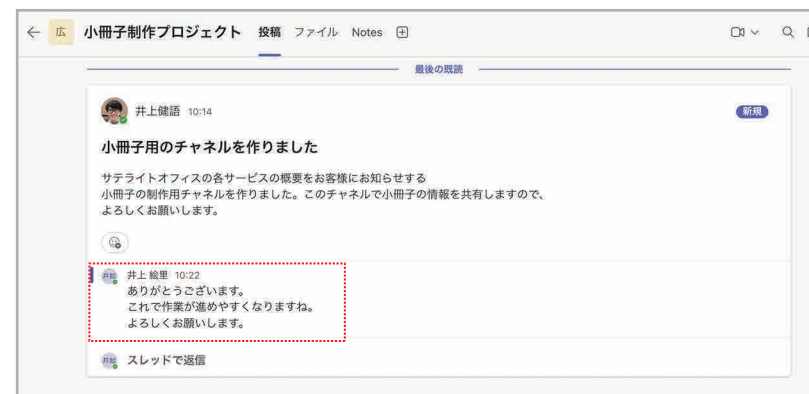 広 小冊子制作プロジェクト 投稿 ファイル Notes
最後の既読
井上健語 10:14 新規
小冊子用のチャネルを作りました
サテライトオフィスの各サービスの概要をお客様にお知らせする
小冊子の制作用チャネルを作りました。このチャネルで小冊子の情報を共有しますので、
よろしくお願いします。
井絵 井上 絵里 10:22
ありがとうございます。
これで作業が進めやすくなりますね。
よろしくお願いします。
井絵 スレッドで返信